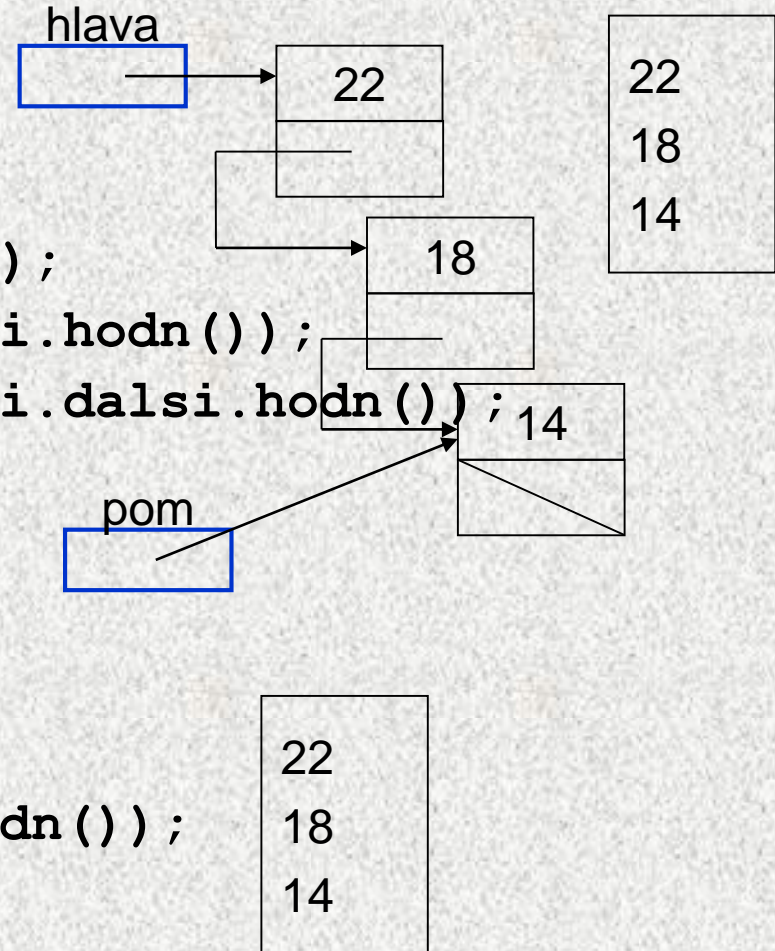 hlava
22
22
18
14
18
);
i.hodn());
i.dalsi.hodn());
14
pom
22
18
14
dn());